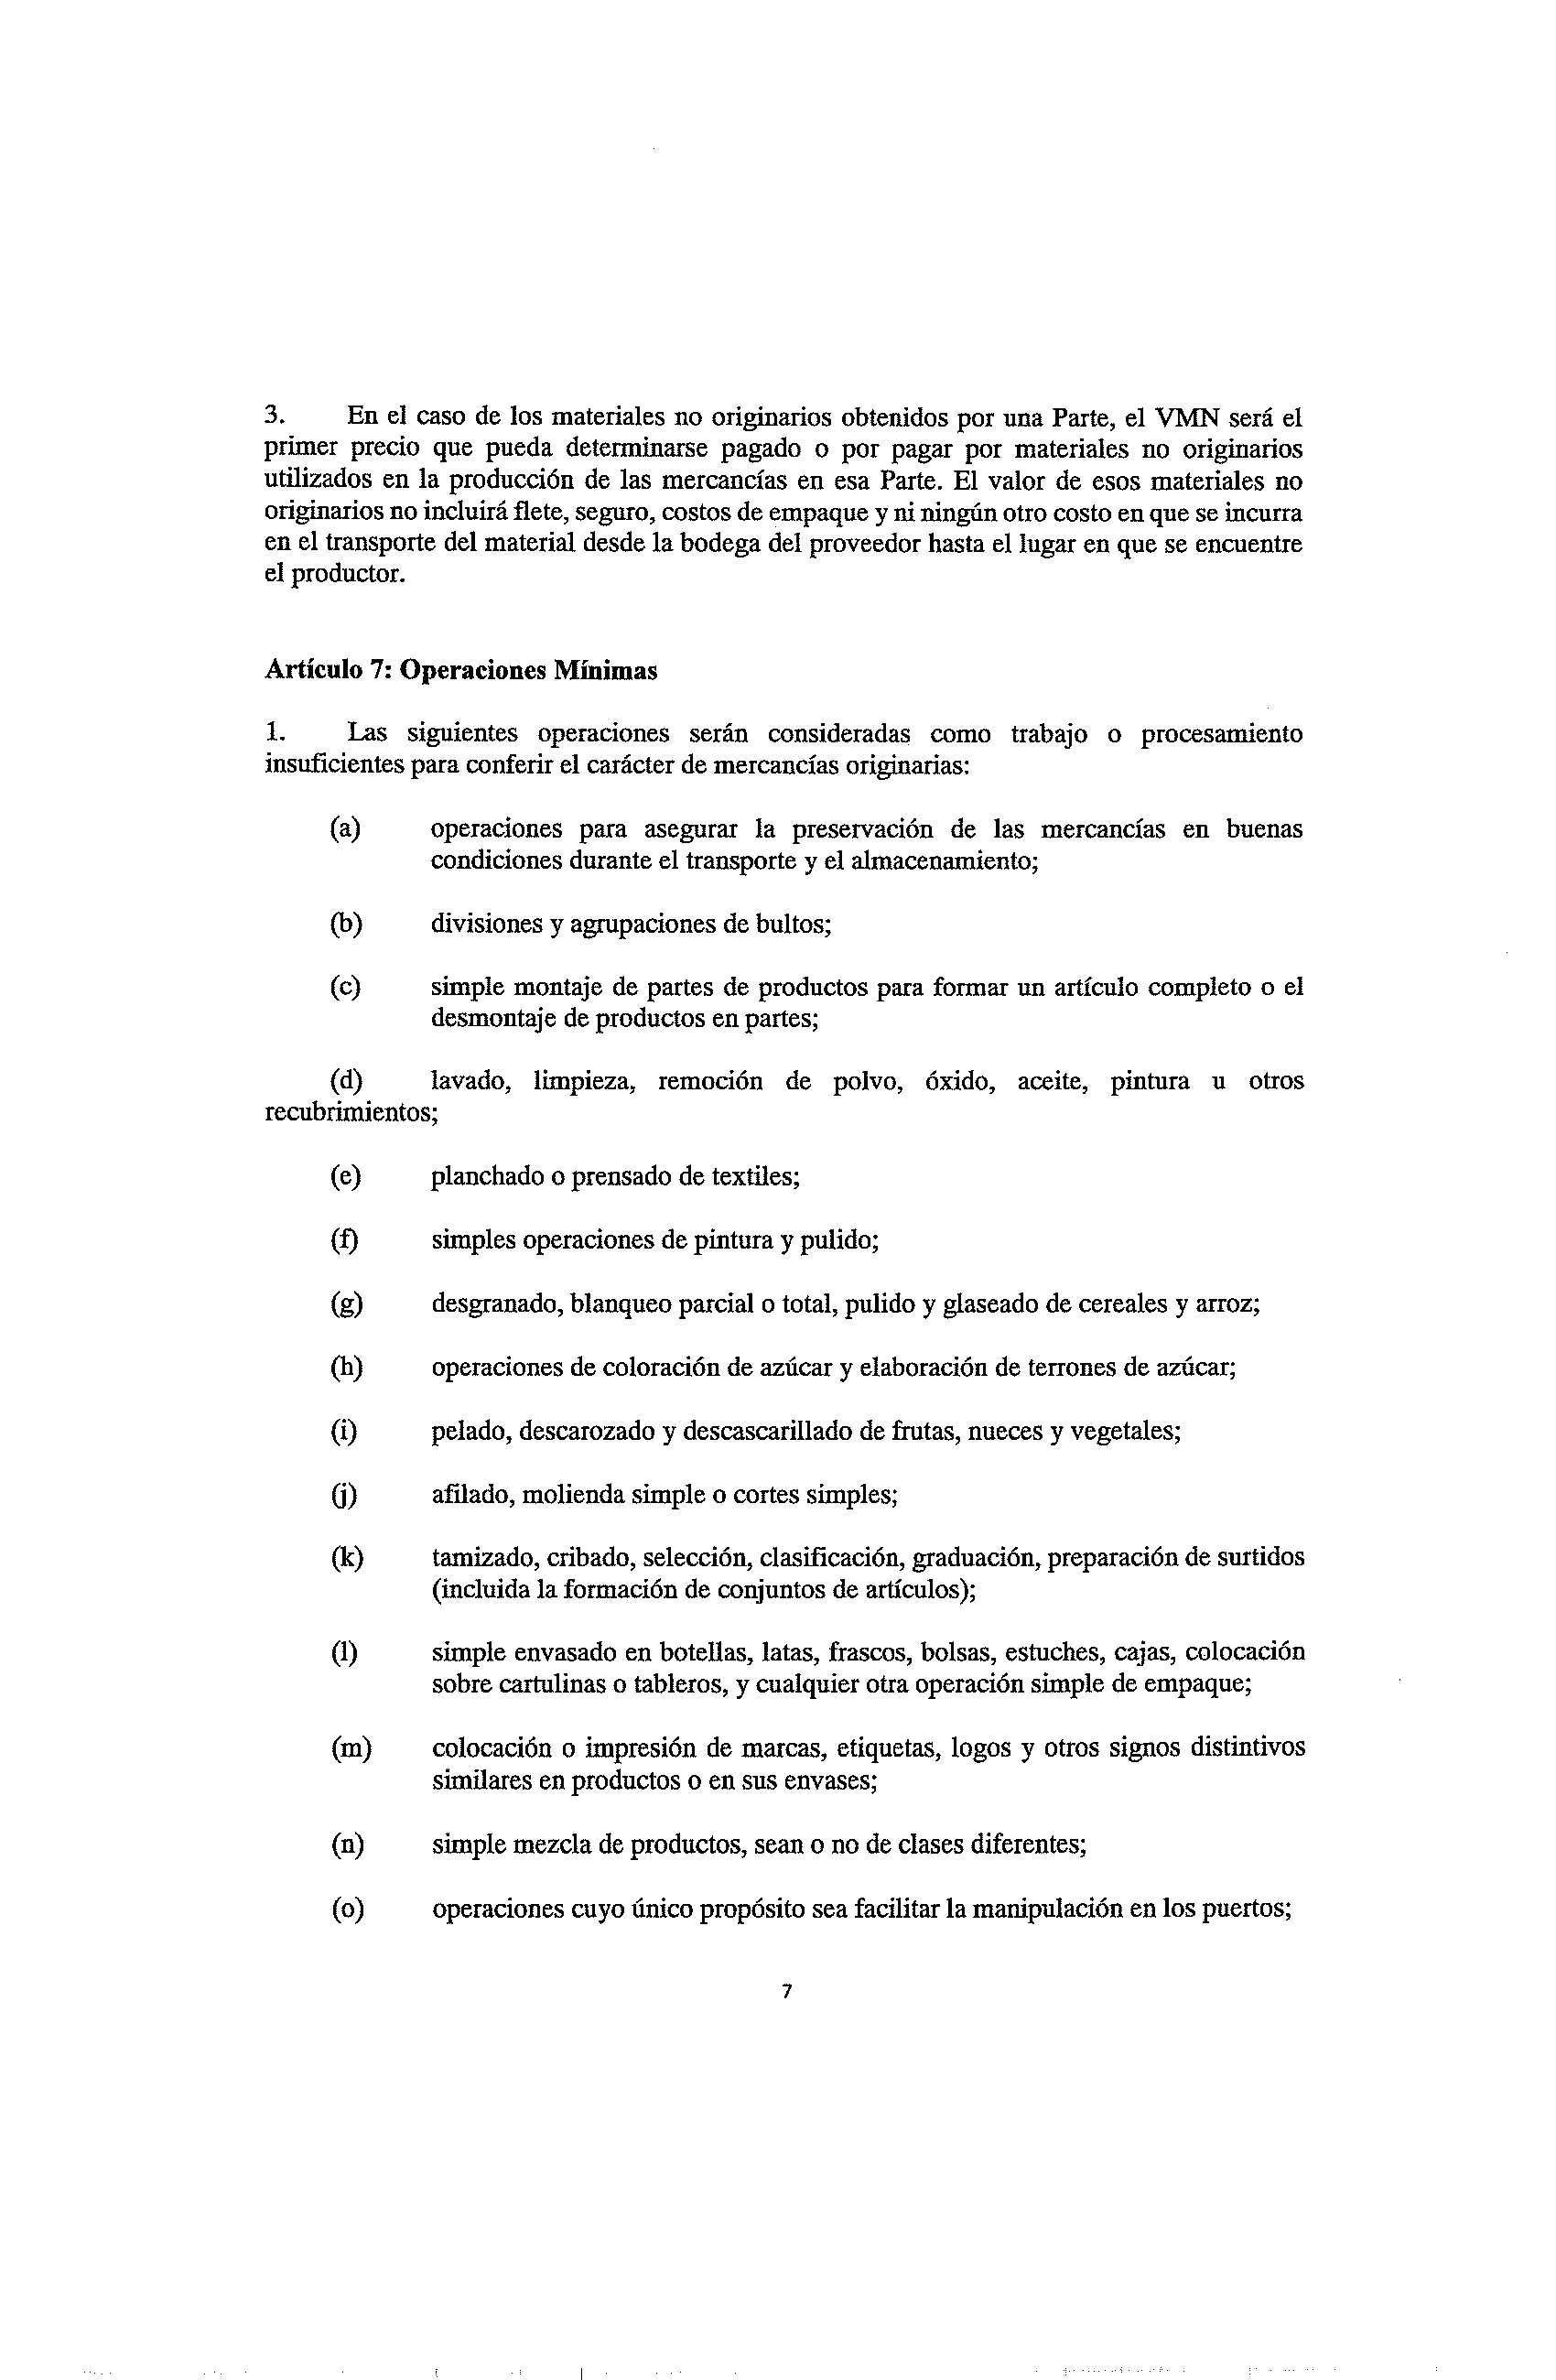 3. En el caso de los materiales no originarios obtenidos por una Parte, el VMN será el
primer precio que pueda determinarse pagado o por pagar por materiales no originarios
utilizados en la producción de las mercancías en esa Parte. El valor de esos materiales no
originarios no incluirá flete, seguro, costos de empaque y ni ningún otro costo en que se incurra
en el transporte del material desde la bodega del proveedor hasta el lugar en que se encuentre
el productor.
Artículo 7: Operaciones Mínimas
1. Las siguientes operaciones serán consideradas como trabajo o procesamiento
insuficientes para conferir el carácter de mercancías originarias:
(a) operaciones para asegurar la preservación de las mercancías en buenas
condiciones durante el transporte y el almacenamiento;
(b) divisiones y agrupaciones de bultos;
(c) simple montaje de partes de productos para formar un artículo completo o el
desmontaje de productos en partes;
(d) lavado, limpieza, remoción de polvo, óxido, aceite, pintura u otros
recubrimientos;
(e) planchado o prensado de textiles;
(f) simples operaciones de pintura y pulido;
(g) desgranado, blanqueo parcial o total, pulido y glaseado de cereales y arroz;
(h) operaciones de coloración de azúcar y elaboración de terrones de azúcar;
(i) pelado, descarozado y descascarillado de frutas, nueces y vegetales;
(j) afilado, molienda simple o cortes simples;
(k) tamizado, cribado, selección, clasificación, graduación, preparación de surtidos
(incluida la formación de conjuntos de artículos);
(l) simple envasado en botellas, latas, frascos, bolsas, estuches, cajas, colocación
sobre cartulinas o tableros, y cualquier otra operación simple de empaque;
(m) colocación o impresión de marcas, etiquetas, logos y otros signos distintivos
similares en productos o en sus envases;
(n) simple mezcla de productos, sean o no de clases diferentes;
(o) operaciones cuyo único propósito sea facilitar la manipulación en los puertos;
7